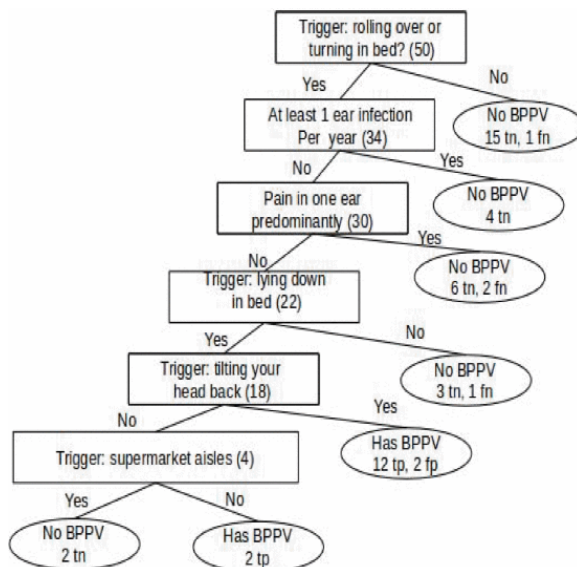 Trigger: rolling over or
turning in bed? (50)
Yes
No
At least 1 ear infection
Per year (34)
No BPPV
15 tn, 1 fn
No
Yes
Pain in one ear
predominantly (30)
No BPPV
4 tn
No
Yes
Trigger: lying down
in bed (22)
No BPPV
6 tn, 2 fn
Yes
No
Trigger: tilting your
head back (18)
No BPPV
3 tn, 1 fn
No
Yes
Trigger: supermarket aisles (4)
Has BPPV
12 tp, 2 fp
Yes
No
No BPPV
2 tn
Has BPPV
2 tp